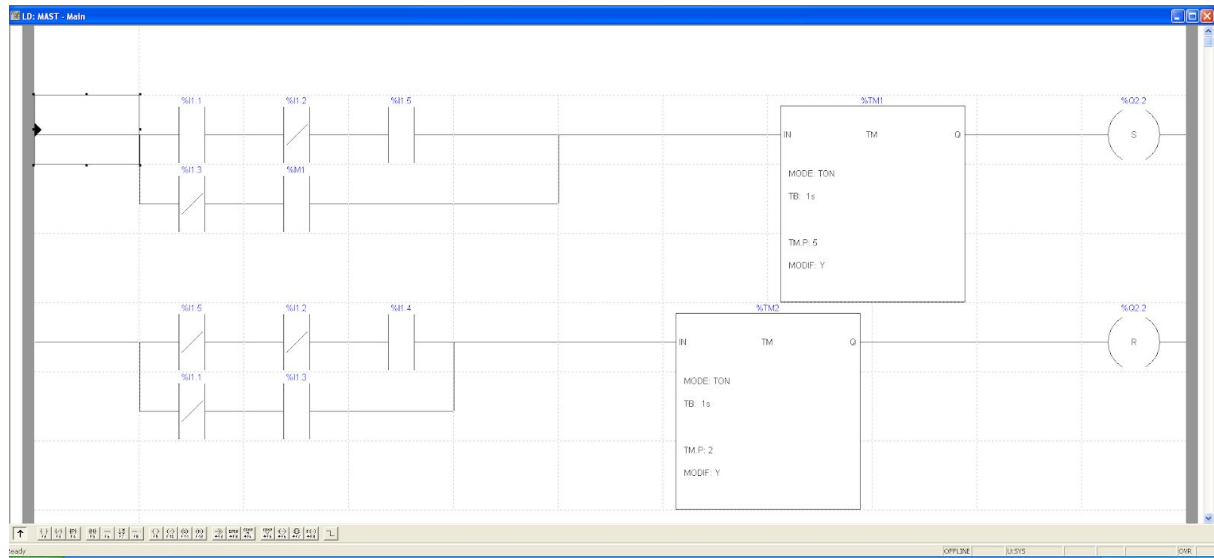 LD: MAST - Main
%I1.1 %I1.2 %I1.5 %TM1 %Q2.2
IN TM Q S
%I1.3 %M1
MODE: TON
TB: 1s
TM.P: 5
MODIF: Y
%I1.5 %I1.2 %I1.4 %TM2 %Q2.2
IN TM Q R
%I1.1 %I1.3
MODE: TON
TB: 1s
TM.P: 2
MODIF: Y
OFFLINE U:SYS OVR